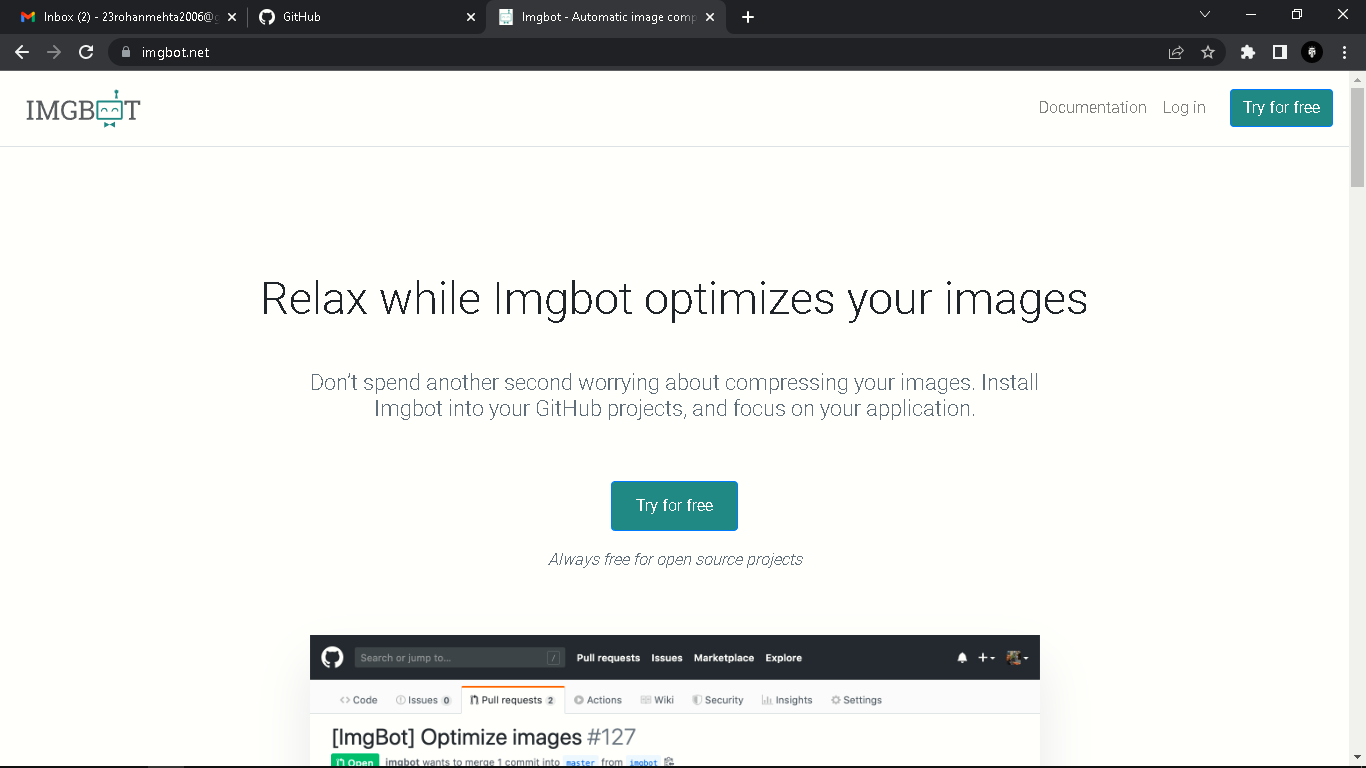 Inbox (2) - 23rohanmehta2006@g
GitHub
Imgbot - Automatic image comp
imgbot.net
IMGBOT
Documentation
Log in
Try for free
Relax while Imgbot optimizes your images
Don't spend another second worrying about compressing your images. Install
Imgbot into your GitHub projects, and focus on your application.
Try for free
Always free for open source projects
Search or jump to...
/
Pull requests
Issues
Marketplace
Explore
Code
Issues 0
Pull requests 2
Actions
Wiki
Security
Insights
Settings
[ImgBot] Optimize images #127
Open
imgbot wants to merge 1 commit into master from imgbot